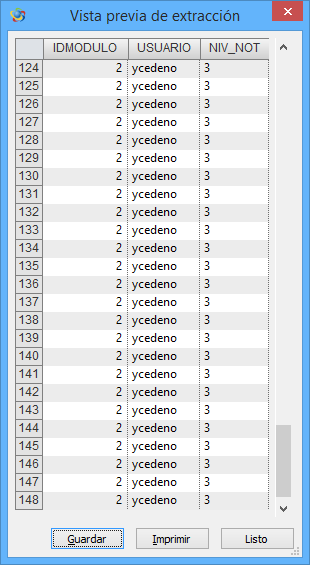 Vista previa de extracción
IDMODULO USUARIO NIV_NOT
124 2 ycedeno 3
125 2 ycedeno 3
126 2 ycedeno 3
127 2 ycedeno 3
128 2 ycedeno 3
129 2 ycedeno 3
130 2 ycedeno 3
131 2 ycedeno 3
132 2 ycedeno 3
133 2 ycedeno 3
134 2 ycedeno 3
135 2 ycedeno 3
136 2 ycedeno 3
137 2 ycedeno 3
138 2 ycedeno 3
139 2 ycedeno 3
140 2 ycedeno 3
141 2 ycedeno 3
142 2 ycedeno 3
143 2 ycedeno 3
144 2 ycedeno 3
145 2 ycedeno 3
146 2 ycedeno 3
147 2 ycedeno 3
148 2 ycedeno 3
Guardar Imprimir Listo